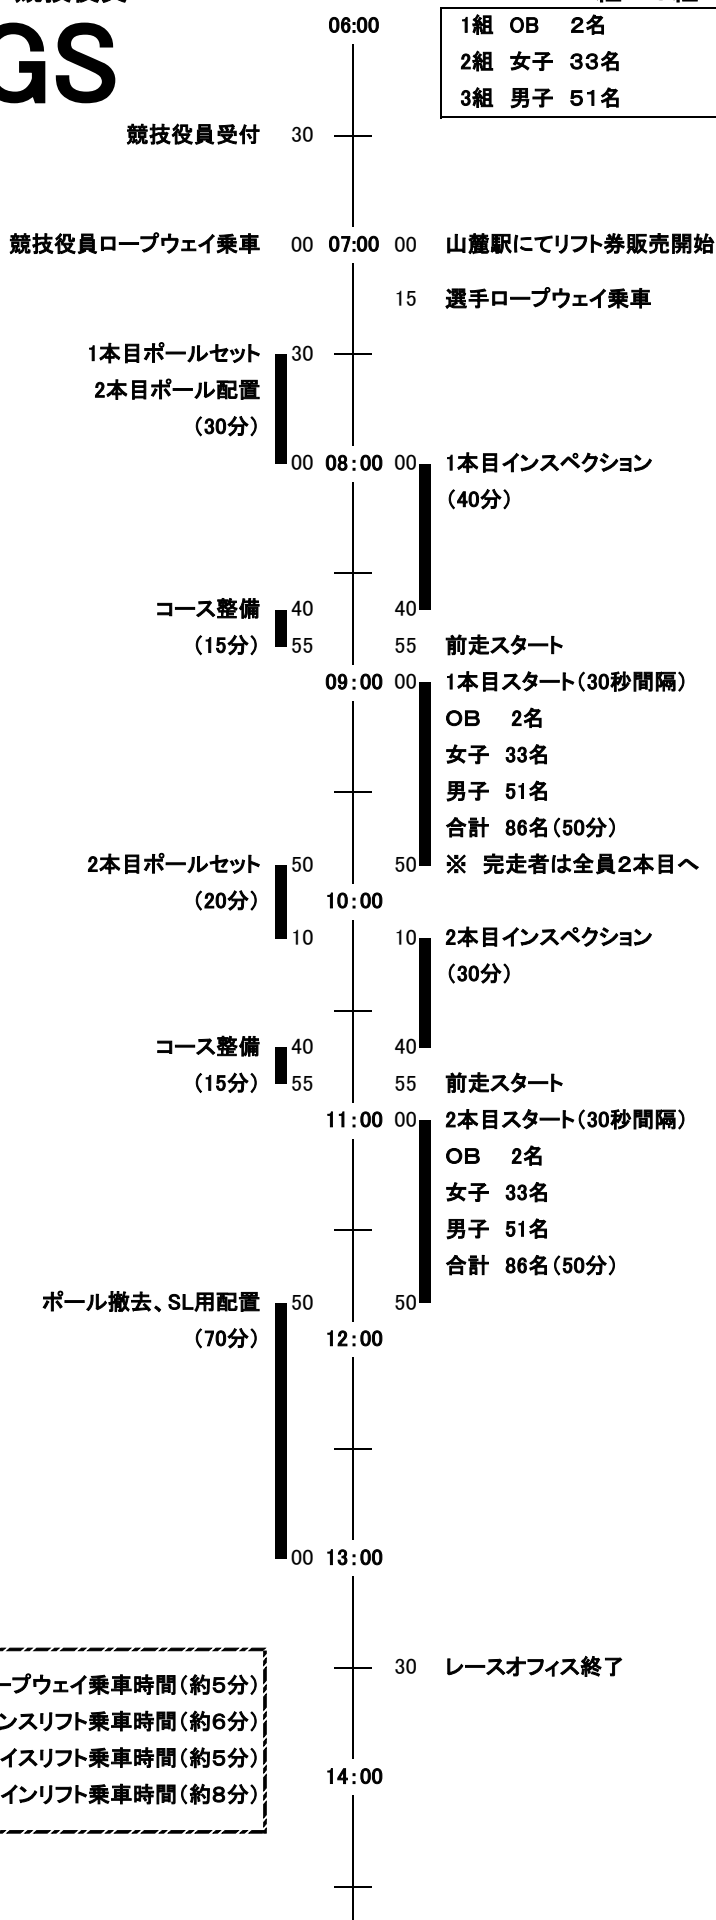 06:00
1組 OB 2名
2組 女子 33名
3組 男子 51名
GS
競技役員受付 30
競技役員ロープウェイ乗車 00 07:00 00 山麓駅にてリフト券販売開始
15 選手ロープウェイ乗車
1本目ポールセット 30
2本目ポール配置
(30分)
00 08:00 00 1本目インスペクション
(40分)
コース整備 40 40
(15分) 55 55 前走スタート
09:00 00 1本目スタート(30秒間隔)
OB 2名
女子 33名
男子 51名
合計 86名(50分)
2本目ポールセット 50 50 ※ 完走者は全員2本目へ
(20分) 10:00
10 10 2本目インスペクション
(30分)
コース整備 40 40
(15分) 55 55 前走スタート
11:00 00 2本目スタート(30秒間隔)
OB 2名
女子 33名
男子 51名
合計 86名(50分)
ポール撤去、SL用配置 50 50
(70分) 12:00
00 13:00
30 レースオフィス終了
ープウェイ乗車時間(約5分)
ンスリフト乗車時間(約6分)
イスリフト乗車時間(約5分)
14:00
インリフト乗車時間(約8分)